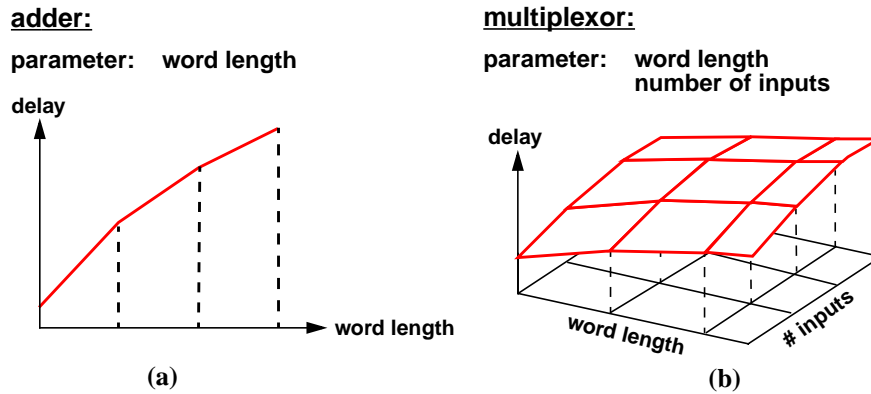 adder:
parameter: word length
delay
word length
(a)
multiplexor:
parameter: word length
number of inputs
delay
word length
# inputs
(b)